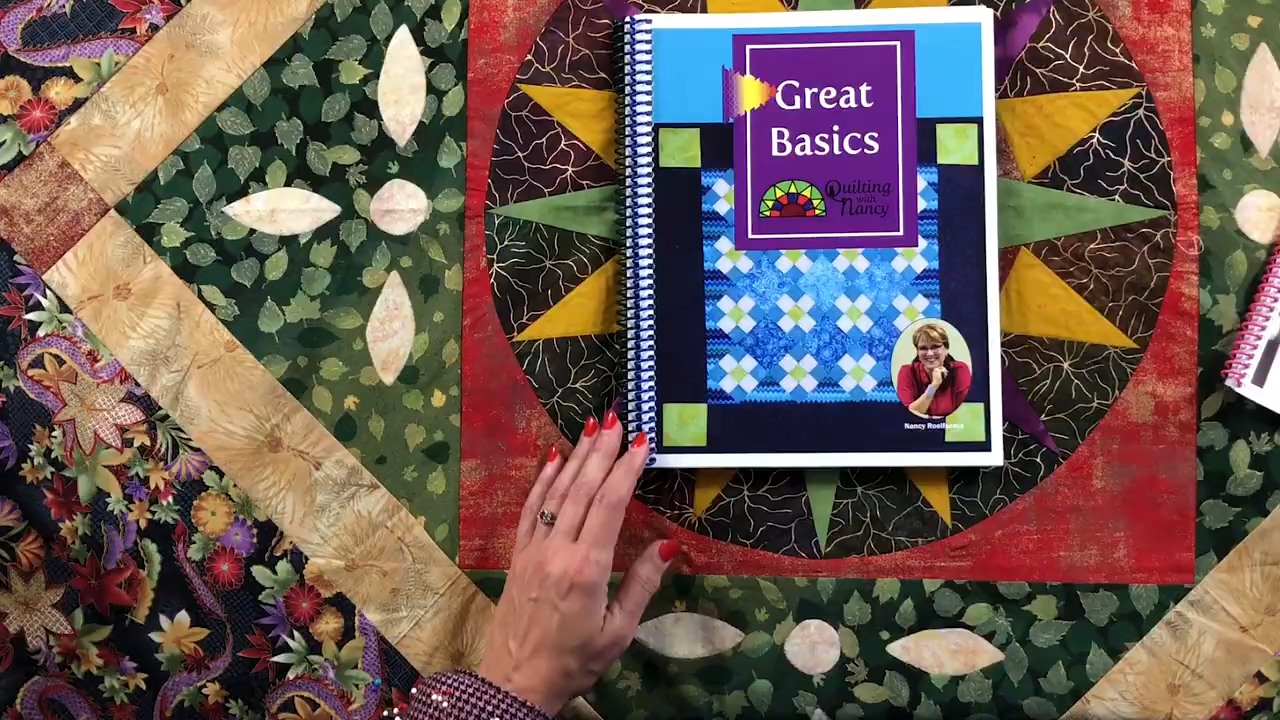 Great
Basics
Quilting
with
Nancy
Nancy Roelfsema